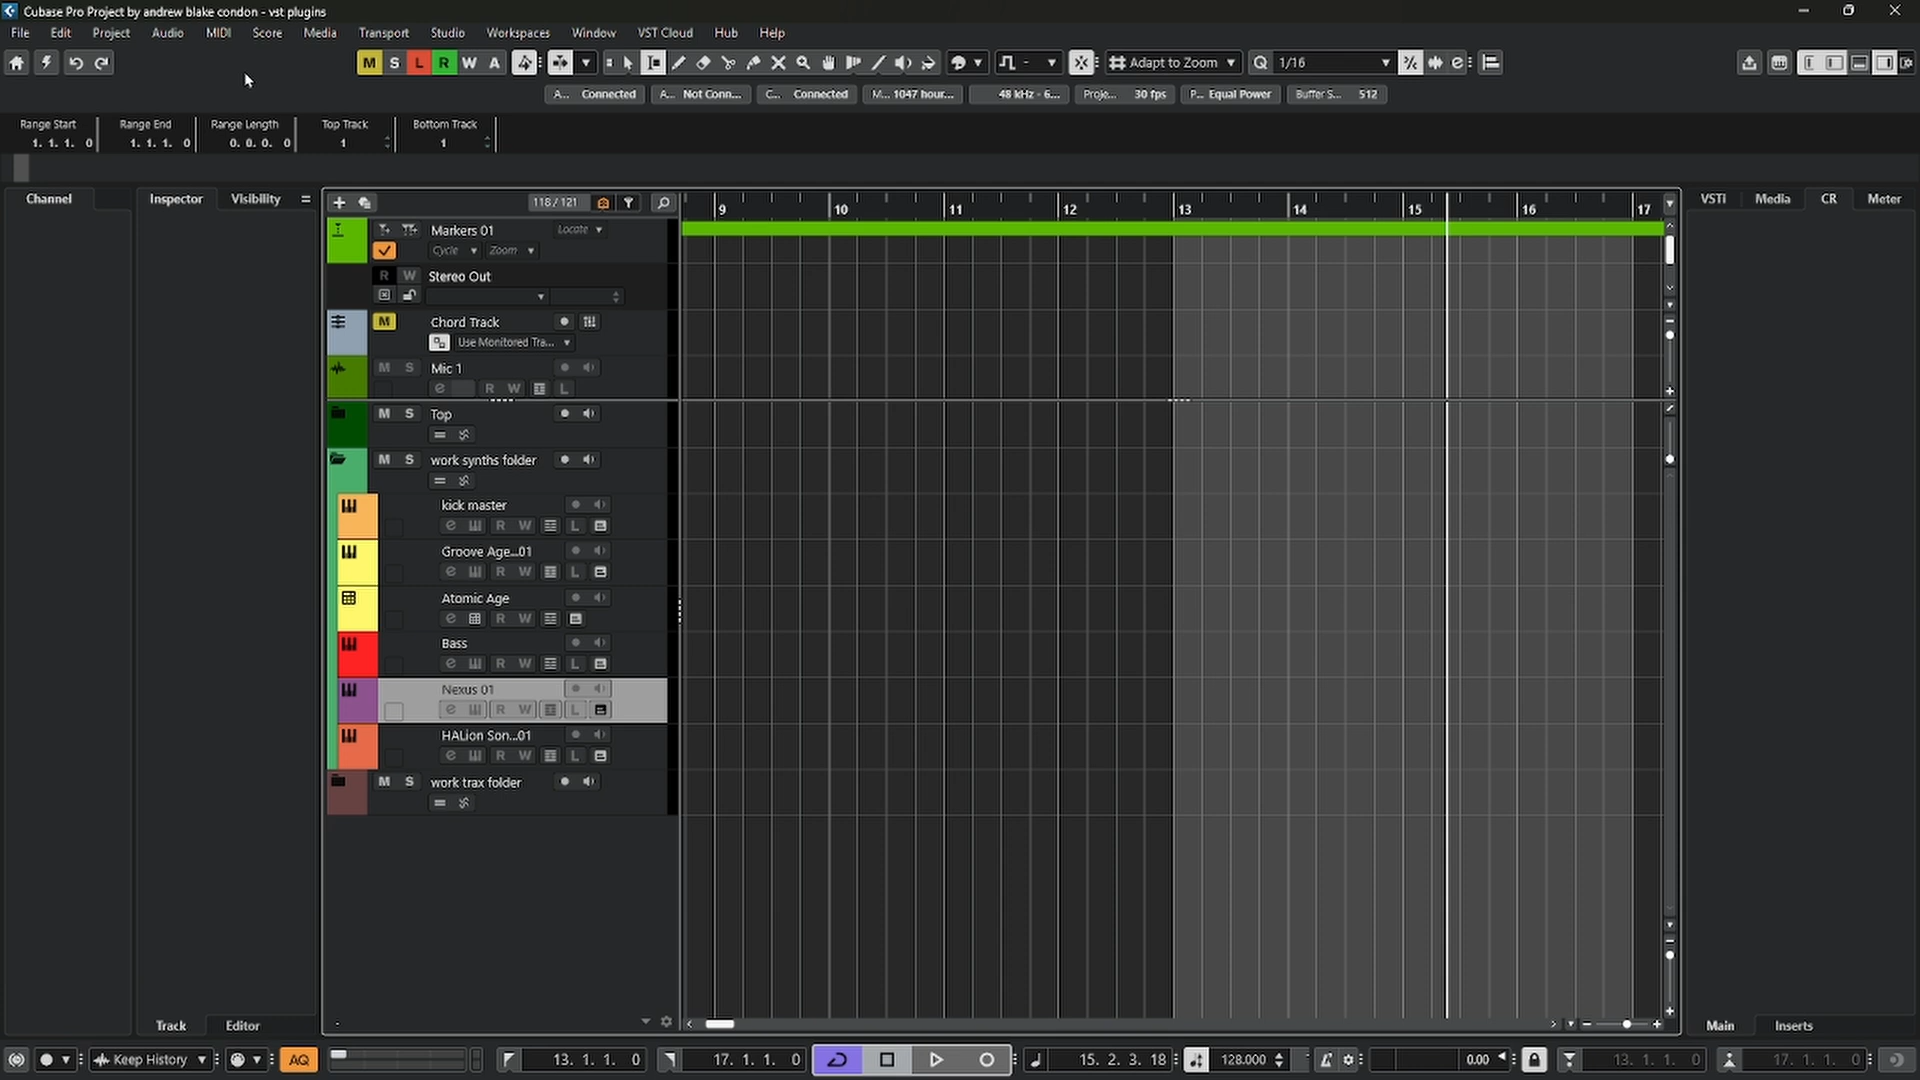 Cubase Pro Project by andrew blake condon - vst plugins
File Edit Project Audio MIDI Score Media Transport Studio Workspaces Window VST Cloud Hub Help
M S L R W A Adapt to Zoom Q 1/16
A... Connected A... Not Conn... C... Connected M... 1047 hour... 48 kHz - 6... Proje... 30 fps P... Equal Power Buffer S... 512
Range Start Range End Range Length Top Track Bottom Track
1. 1. 1. 0 1. 1. 1. 0 0. 0. 0. 0 1 1
Channel Inspector Visibility 118 / 121 9 10 11 12 13 14 15 16 17 VSTi Media CR Meter
Markers 01 Locate
Cycle Zoom
R W Stereo Out
M Chord Track
Use Monitored Tra...
M S Mic 1
e R W L
M S Top
M S work synths folder
kick master
e R W L
Groove Age...01
e R W L
Atomic Age
e R W
Bass
e R W L
Nexus 01
e R W L
HALion Son...01
e R W L
M S work trax folder
Track Editor Main Inserts
Keep History AQ 13. 1. 1. 0 17. 1. 1. 0 15. 2. 3. 18 128.000 0.00 13. 1. 1. 0 17. 1. 1. 0